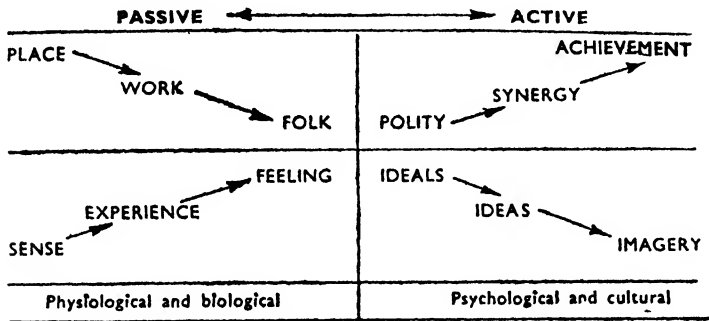 PASSIVE ACTIVE
PLACE
WORK
FOLK
ACHIEVEMENT
SYNERGY
POLITY
FEELING
EXPERIENCE
SENSE
IDEALS
IDEAS
IMAGERY
Physiological and biological
Psychological and cultural